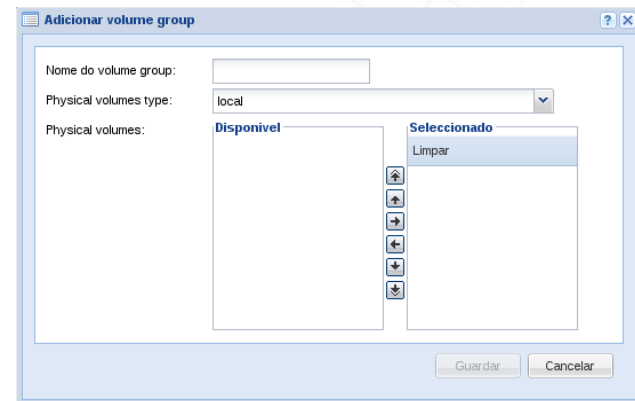 Adicionar volume group
Nome do volume group:
Physical volumes type:
local
Physical volumes:
Disponivel
Seleccionado
Limpar
Guardar
Cancelar